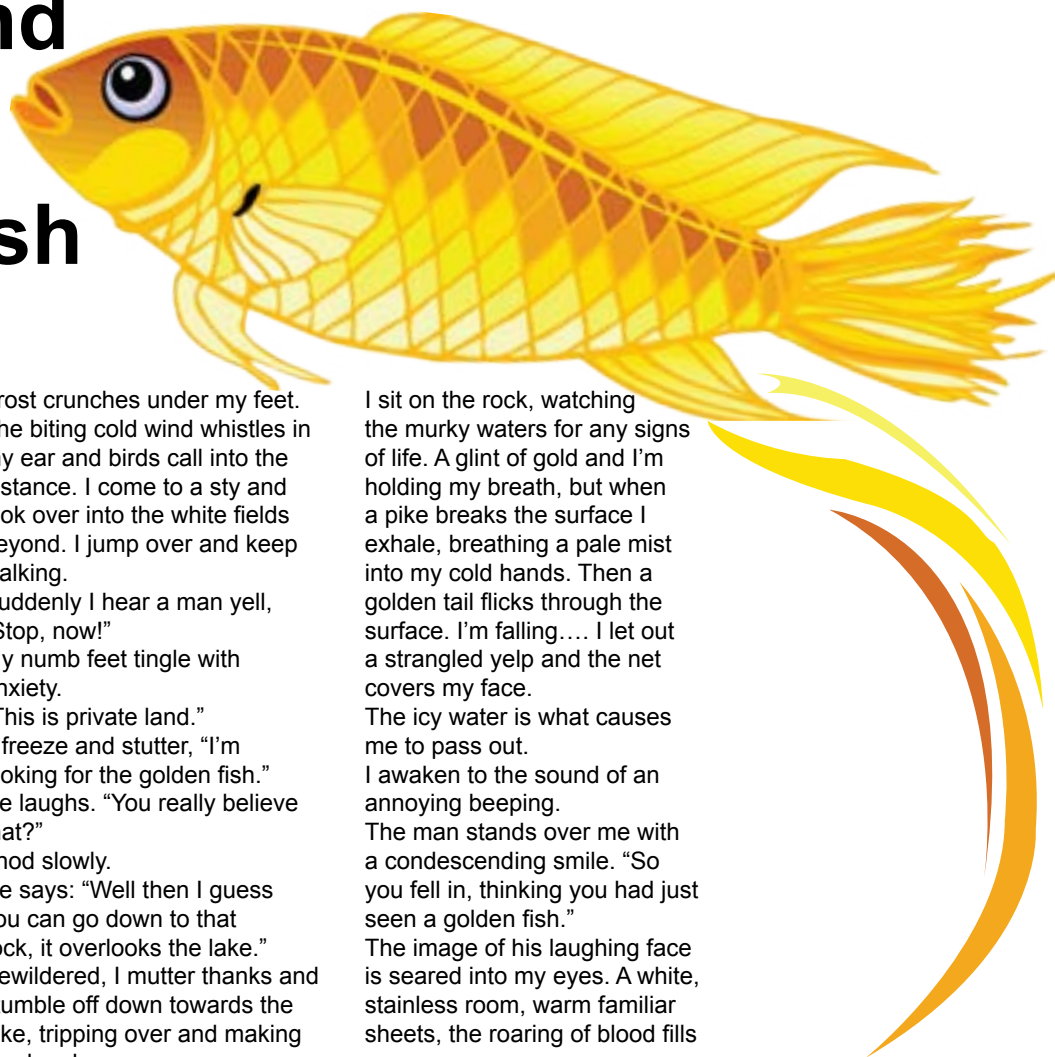 nd
sh
rost crunches under my feet.
he biting cold wind whistles in
y ear and birds call into the
stance. I come to a sty and
ok over into the white fields
eyond. I jump over and keep
alking.
uddenly I hear a man yell,
Stop, now!”
y numb feet tingle with
nxiety.
This is private land.”
freeze and stutter, “I’m
oking for the golden fish.”
e laughs. “You really believe
hat?”
nod slowly.
e says: “Well then I guess
ou can go down to that
ock, it overlooks the lake.”
ewildered, I mutter thanks and
tumble off down towards the
ke, tripping over and making
I sit on the rock, watching
the murky waters for any signs
of life. A glint of gold and I’m
holding my breath, but when
a pike breaks the surface I
exhale, breathing a pale mist
into my cold hands. Then a
golden tail flicks through the
surface. I’m falling…. I let out
a strangled yelp and the net
covers my face.
The icy water is what causes
me to pass out.
I awaken to the sound of an
annoying beeping.
The man stands over me with
a condescending smile. “So
you fell in, thinking you had just
seen a golden fish.”
The image of his laughing face
is seared into my eyes. A white,
stainless room, warm familiar
sheets, the roaring of blood fills